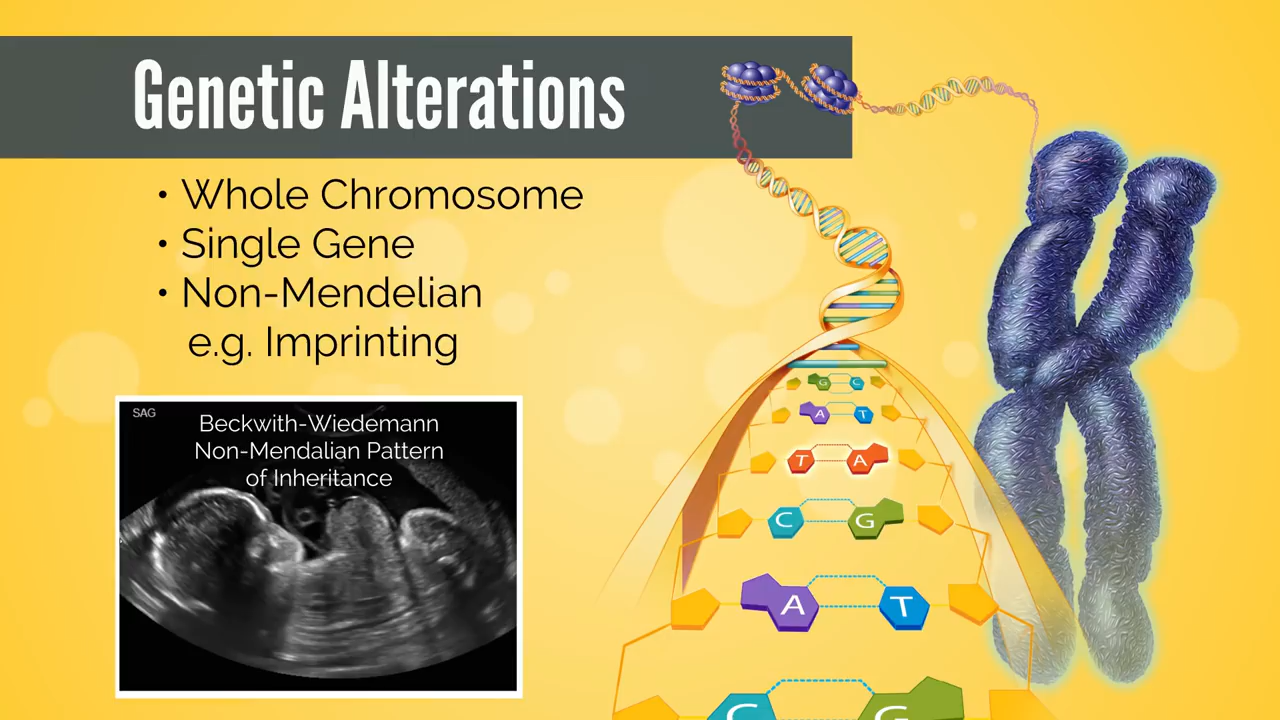 Genetic Alterations
• Whole Chromosome
• Single Gene
• Non-Mendelian
e.g. Imprinting
SAG
Beckwith-Wiedemann
Non-Mendalian Pattern
of Inheritance
G C
A T
T A
C G
A T
C G